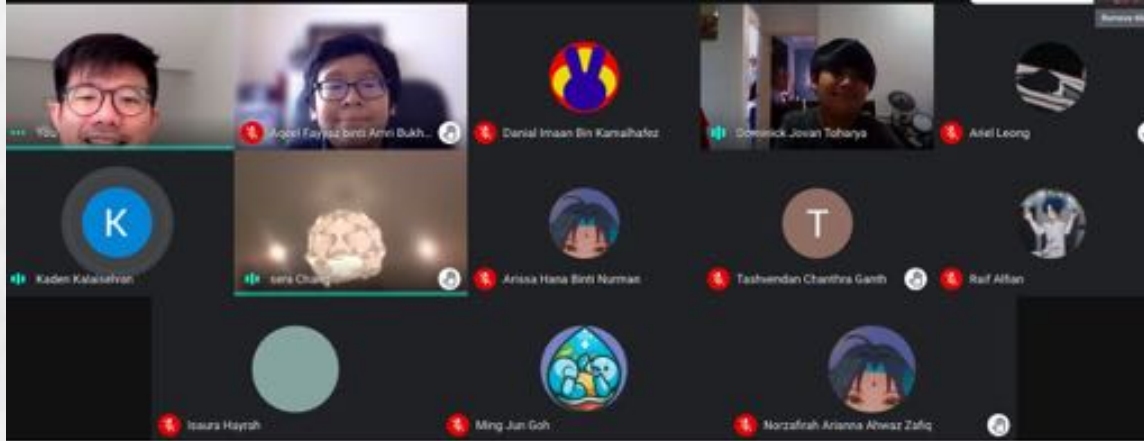 You
Aqeel Fayyaz binti Amri Bukh...
Danial Imaan Bin Kamalhafez
Dominick Jovan Toharya
Ariel Leong
K
Kaden Kalaiselvan
sera Chang
Arissa Hana Binti Nurman
T
Tashvendan Chanthra Ganth
Raif Alfian
Isaura Hayrah
Ming Jun Goh
Norzafirah Arianna Ahwaz Zafiq